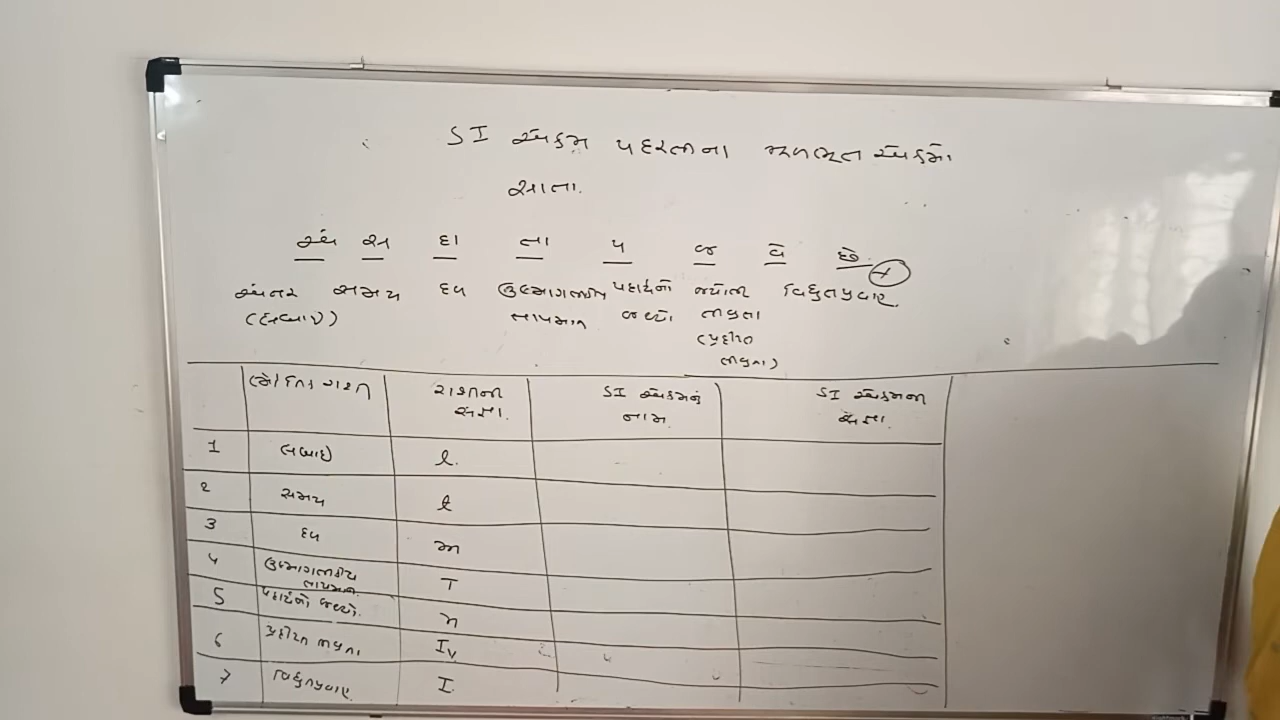 SI એકમ પદ્ધતિના મૂળભૂત એકમો
સાત.
અં સ દ્રા તા પ જ વિ છે.
અંતર સમય દળ ઉષ્માગતિકીય પદાર્થનો જ્યોતિ વિદ્યુતપ્રવાહ
(લંબાઈ) તાપમાન જથ્થો તીવ્રતા
(પ્રદીપ્ત
તીવ્રતા)
ભૌતિક રાશિ રાશિની SI એકમનું SI એકમની
સંજ્ઞા. નામ. સંજ્ઞા.
1 લંબાઈ l.
2 સમય t
3 દળ m
૫ ઉષ્માગતિકીય તાપમાન T
5 પદાર્થનો જથ્થો. n
6 પ્રદીપ્ત તીવ્રતા Iv
7 વિદ્યુતપ્રવાહ I.